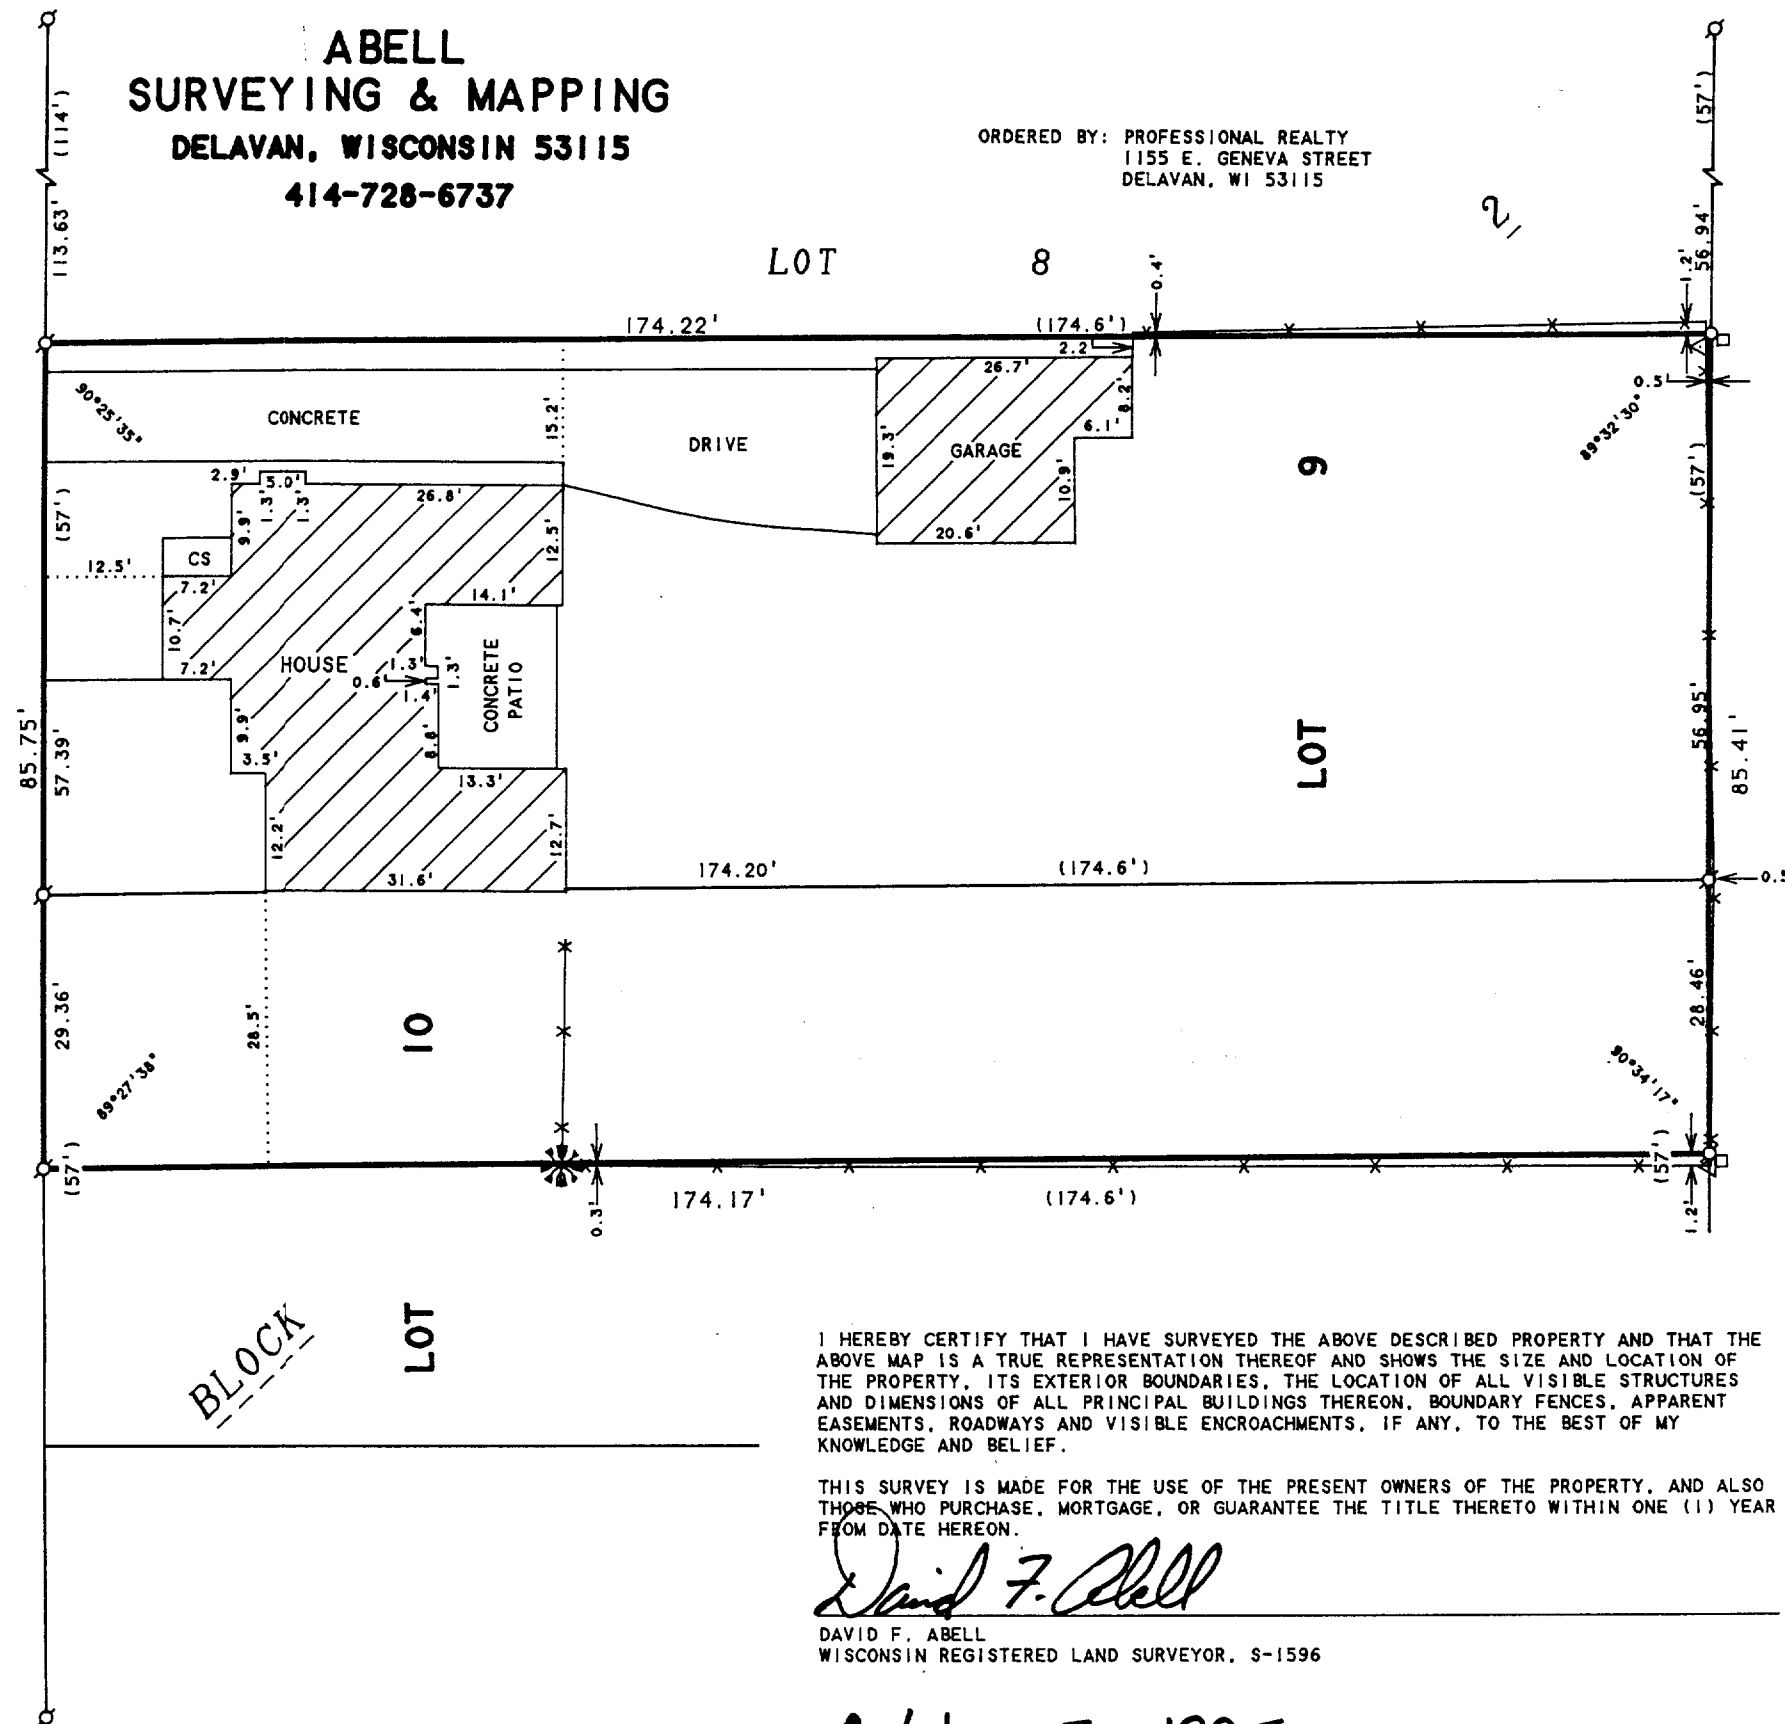 ABELL
SURVEYING & MAPPING
DELAVAN, WISCONSIN 53115
414-728-6737
ORDERED BY: PROFESSIONAL REALTY
1155 E. GENEVA STREET
DELAVAN, WI 53115
(114')
113.63'
(57')
56.94'
1.2'
2
LOT 8
0.4'
174.22'
(174.6')
2.2
26.7'
8.2'
0.5'
90°25'35"
CONCRETE
15.2'
DRIVE
19.3'
GARAGE
6.1'
10.9'
20.6'
9
89°32'30"
(57')
(57')
2.9'
5.0'
1.3'
1.3'
26.8'
9.9'
12.5'
CS
12.5'
7.2'
14.1'
10.7'
6.4'
7.2'
HOUSE
1.3'
1.3'
0.6'
1.4'
CONCRETE
PATIO
85.75'
57.39'
9.9'
8.8'
3.5'
13.3'
LOT
56.95'
85.41'
12.2'
12.7'
31.6'
174.20'
(174.6')
0.5
29.36'
28.5'
10
28.46'
89°27'38"
90°34'17"
(57')
(57')
0.3'
174.17'
(174.6')
1.2'
BLOCK
LOT
I HEREBY CERTIFY THAT I HAVE SURVEYED THE ABOVE DESCRIBED PROPERTY AND THAT THE
ABOVE MAP IS A TRUE REPRESENTATION THEREOF AND SHOWS THE SIZE AND LOCATION OF
THE PROPERTY, ITS EXTERIOR BOUNDARIES, THE LOCATION OF ALL VISIBLE STRUCTURES
AND DIMENSIONS OF ALL PRINCIPAL BUILDINGS THEREON, BOUNDARY FENCES, APPARENT
EASEMENTS, ROADWAYS AND VISIBLE ENCROACHMENTS, IF ANY, TO THE BEST OF MY
KNOWLEDGE AND BELIEF.
THIS SURVEY IS MADE FOR THE USE OF THE PRESENT OWNERS OF THE PROPERTY, AND ALSO
THOSE WHO PURCHASE, MORTGAGE, OR GUARANTEE THE TITLE THERETO WITHIN ONE (1) YEAR
FROM DATE HEREON.
David F. Abell
DAVID F. ABELL
WISCONSIN REGISTERED LAND SURVEYOR, S-1596